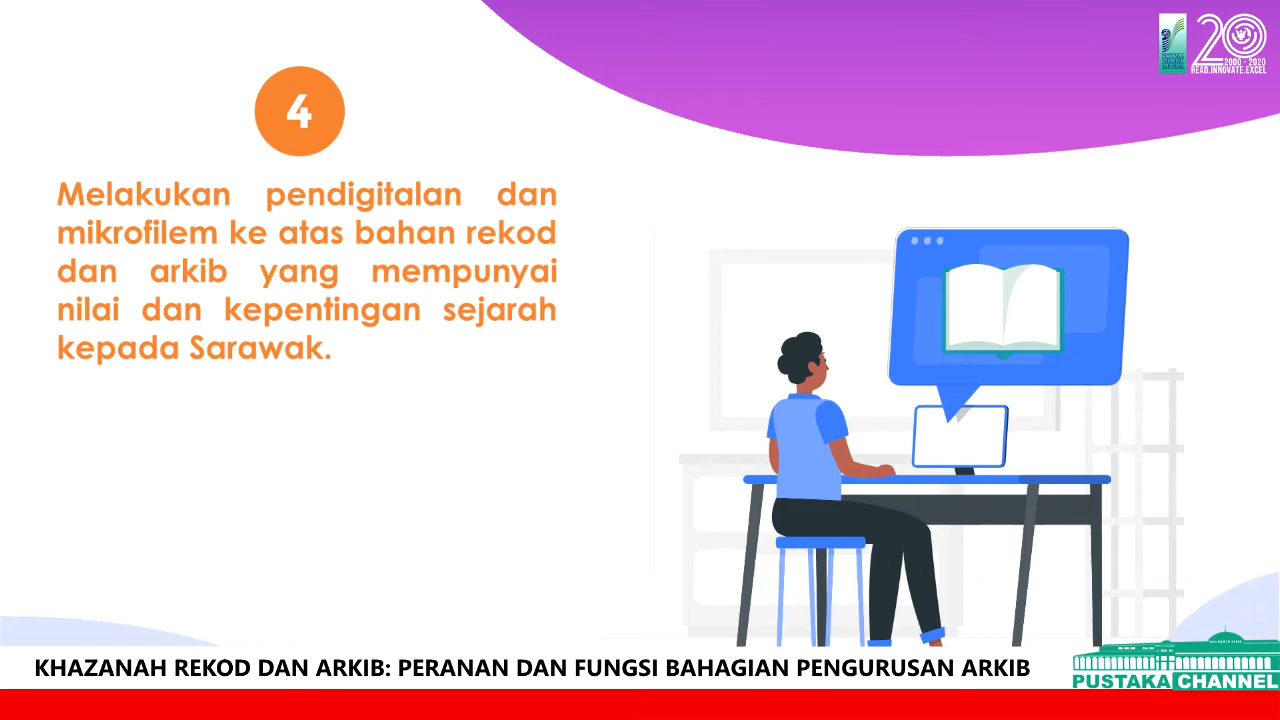 4
Melakukan pendigitalan dan
mikrofilem ke atas bahan rekod
dan arkib yang mempunyai
nilai dan kepentingan sejarah
kepada Sarawak.
20
2000 - 2020
READ.INNOVATE.EXCEL
KHAZANAH REKOD DAN ARKIB: PERANAN DAN FUNGSI BAHAGIAN PENGURUSAN ARKIB
PUSTAKA CHANNEL